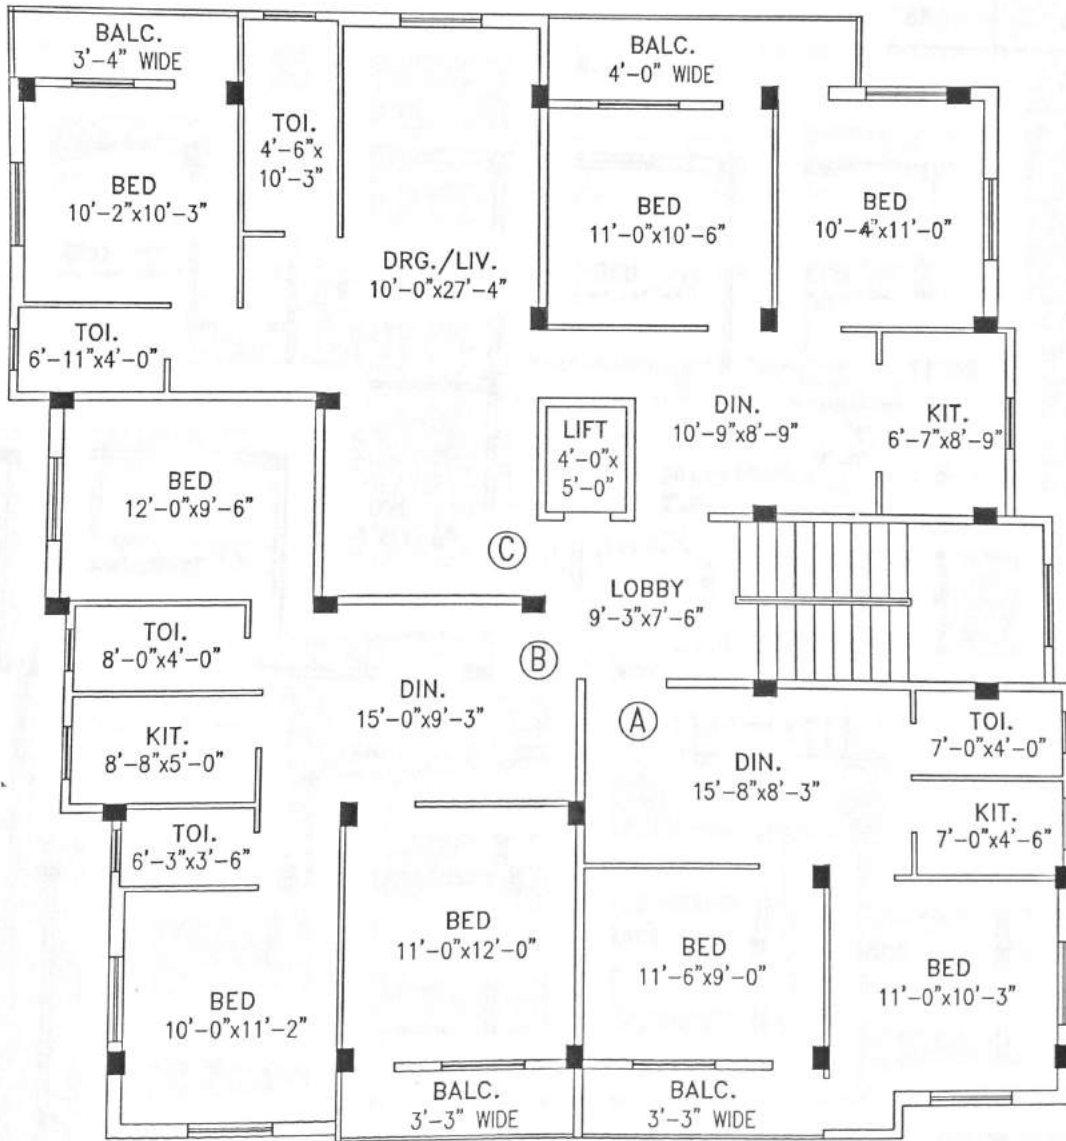 BALC.
3'-4" WIDE
TOI.
4'-6"x
10'-3"
BALC.
4'-0" WIDE
BED
10'-2"x10'-3"
DRG./LIV.
10'-0"x27'-4"
BED
11'-0"x10'-6"
BED
10'-4"x11'-0"
TOI.
6'-11"x4'-0"
BED
12'-0"x9'-6"
LIFT
4'-0"x
5'-0"
DIN.
10'-9"x8'-9"
KIT.
6'-7"x8'-9"
C
LOBBY
9'-3"x7'-6"
TOI.
8'-0"x4'-0"
B
DIN.
15'-0"x9'-3"
A
KIT.
8'-8"x5'-0"
DIN.
15'-8"x8'-3"
TOI.
7'-0"x4'-0"
TOI.
6'-3"x3'-6"
KIT.
7'-0"x4'-6"
BED
11'-0"x12'-0"
BED
11'-6"x9'-0"
BED
11'-0"x10'-3"
BED
10'-0"x11'-2"
BALC.
3'-3" WIDE
BALC.
3'-3" WIDE